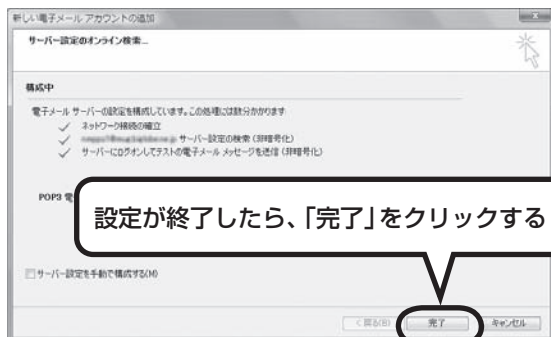 新しい電子メール アカウントの追加
サーバー設定のオンライン検索...
構成中
電子メール サーバーの設定を構成しています。この処理には数分かかります
ネットワーク接続の確立
サーバー設定の検索 (非暗号化)
サーバーにログオンしてテストの電子メール メッセージを送信 (非暗号化)
POP3 電
設定が終了したら、「完了」をクリックする
サーバー設定を手動で構成する(M)
< 戻る(B)
完了
キャンセル